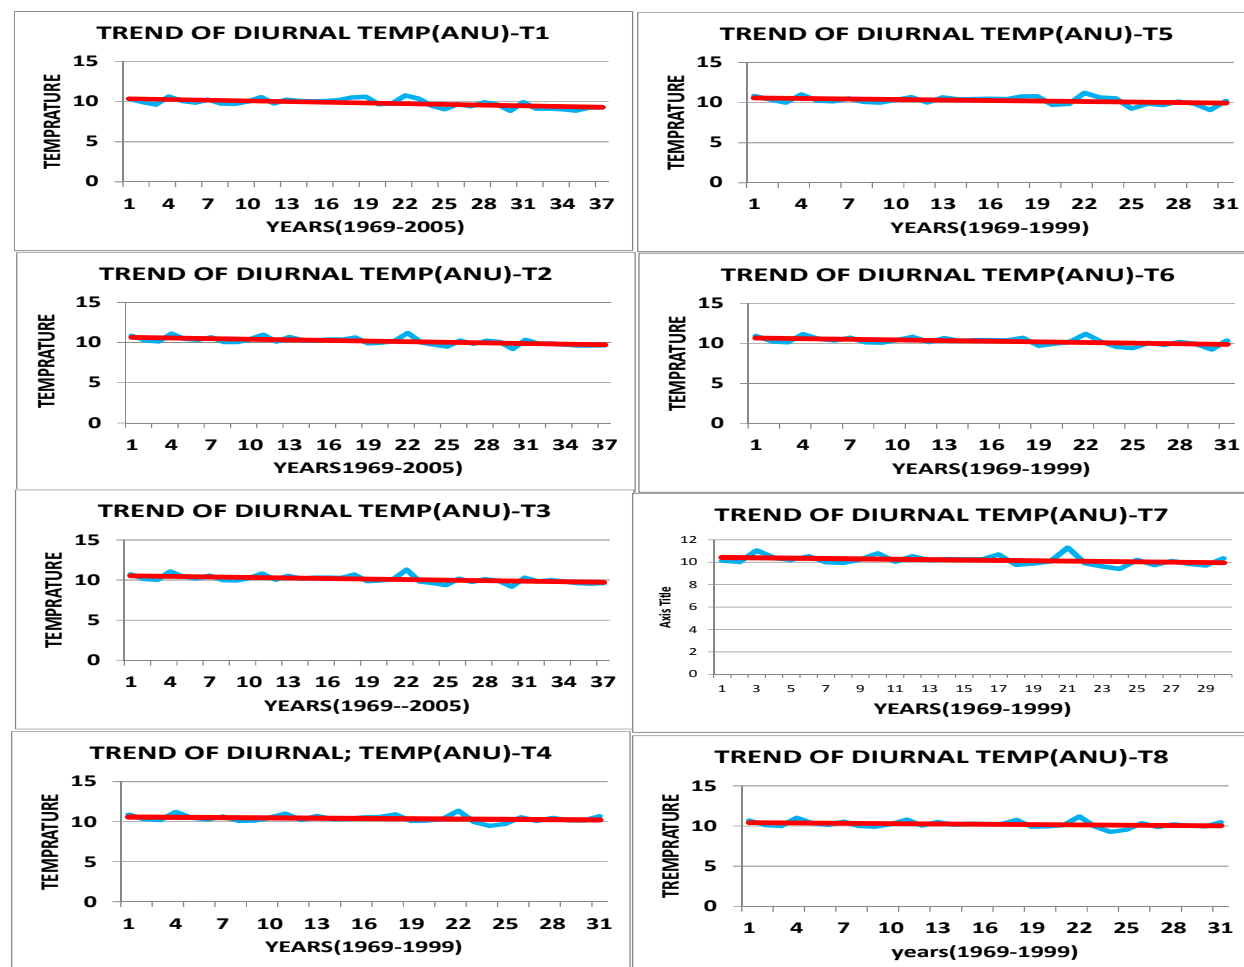 TREND OF DIURNAL TEMP(ANU)-T1
TEMPRATURE
15
10
5
0
1 4 7 10 13 16 19 22 25 28 31 34 37
YEARS(1969-2005)
TREND OF DIURNAL TEMP(ANU)-T5
TEMPRATURE
15
10
5
0
1 4 7 10 13 16 19 22 25 28 31
YEARS(1969-1999)
TREND OF DIURNAL TEMP(ANU)-T2
TEMPRATURE
15
10
5
0
1 4 7 10 13 16 19 22 25 28 31 34 37
YEARS1969-2005)
TREND OF DIURNAL TEMP(ANU)-T6
TEMPRATURE
15
10
5
0
1 4 7 10 13 16 19 22 25 28 31
YEARS(1969-1999)
TREND OF DIURNAL TEMP(ANU)-T3
TEMPRATURE
15
10
5
0
1 4 7 10 13 16 19 22 25 28 31 34 37
YEARS(1969--2005)
TREND OF DIURNAL TEMP(ANU)-T7
Axis Title
12
10
8
6
4
2
0
1 3 5 7 9 11 13 15 17 19 21 23 25 27 29
YEARS(1969-1999)
TREND OF DIURNAL; TEMP(ANU)-T4
TEMPRATURE
15
10
5
0
1 4 7 10 13 16 19 22 25 28 31
YEARS(1969-1999)
TREND OF DIURNAL TEMP(ANU)-T8
TREMPRATURE
15
10
5
0
1 4 7 10 13 16 19 22 25 28 31
years(1969-1999)